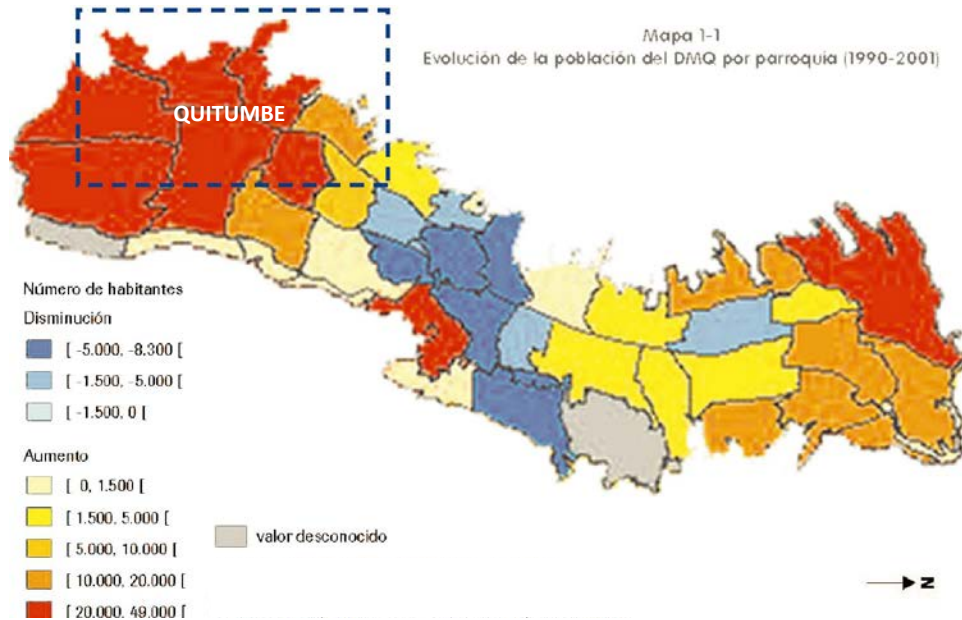 Mapa 1-1
Evolución de la población del DMQ por parroquia (1990-2001)
QUITUMBE
Número de habitantes
Disminución
[ -5.000, -8.300 [
[ -1.500, -5.000 [
[ -1.500, 0 [
Aumento
[ 0, 1.500 [
[ 1.500, 5.000 [
[ 5.000, 10.000 [
[ 10.000, 20.000 [
[ 20.000, 49.000 [
valor desconocido
N